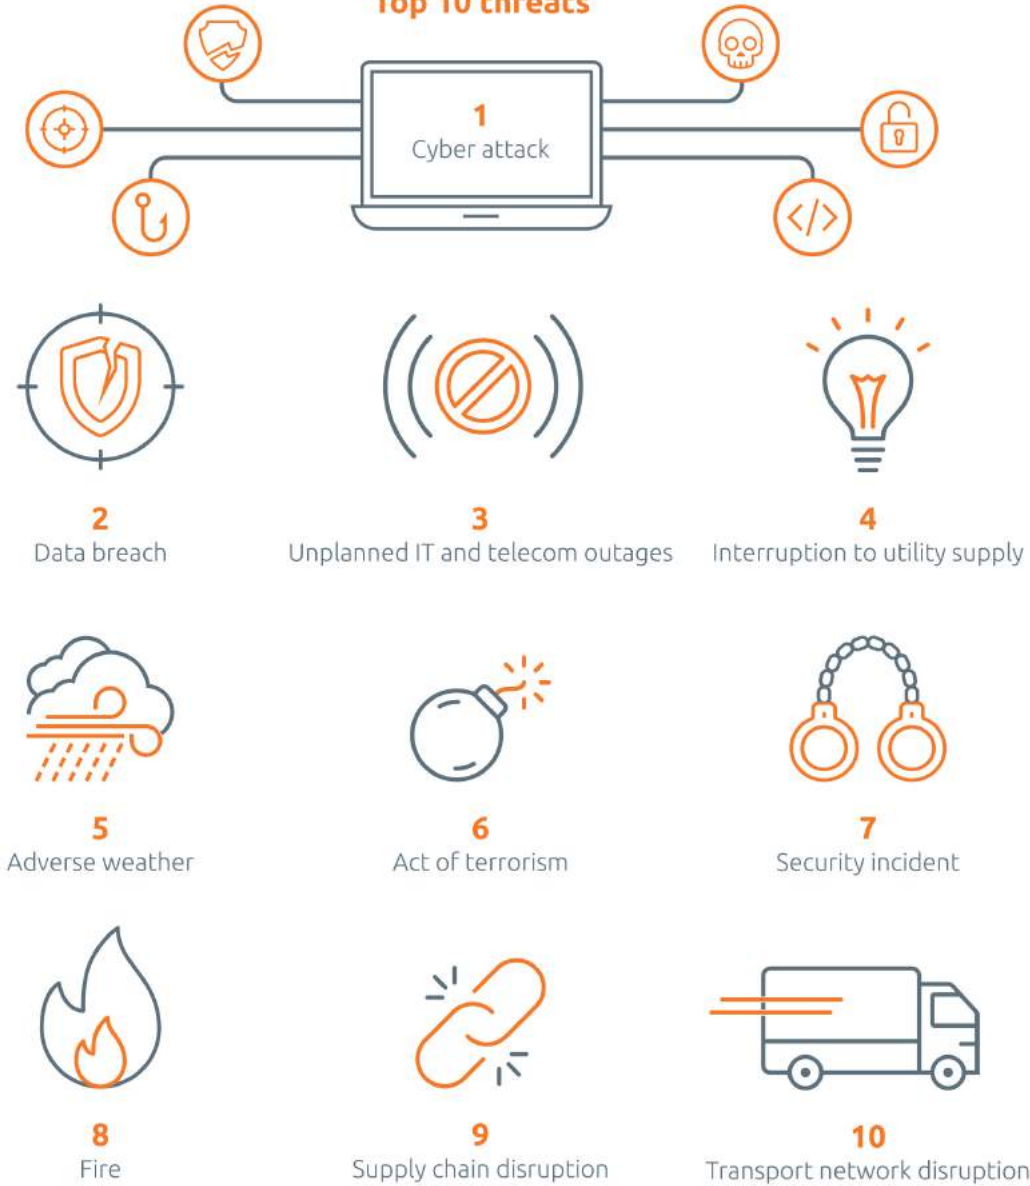 Top 10 threats
1
Cyber attack
</>
2
Data breach
3
Unplanned IT and telecom outages
4
Interruption to utility supply
5
Adverse weather
6
Act of terrorism
7
Security incident
8
Fire
9
Supply chain disruption
10
Transport network disruption